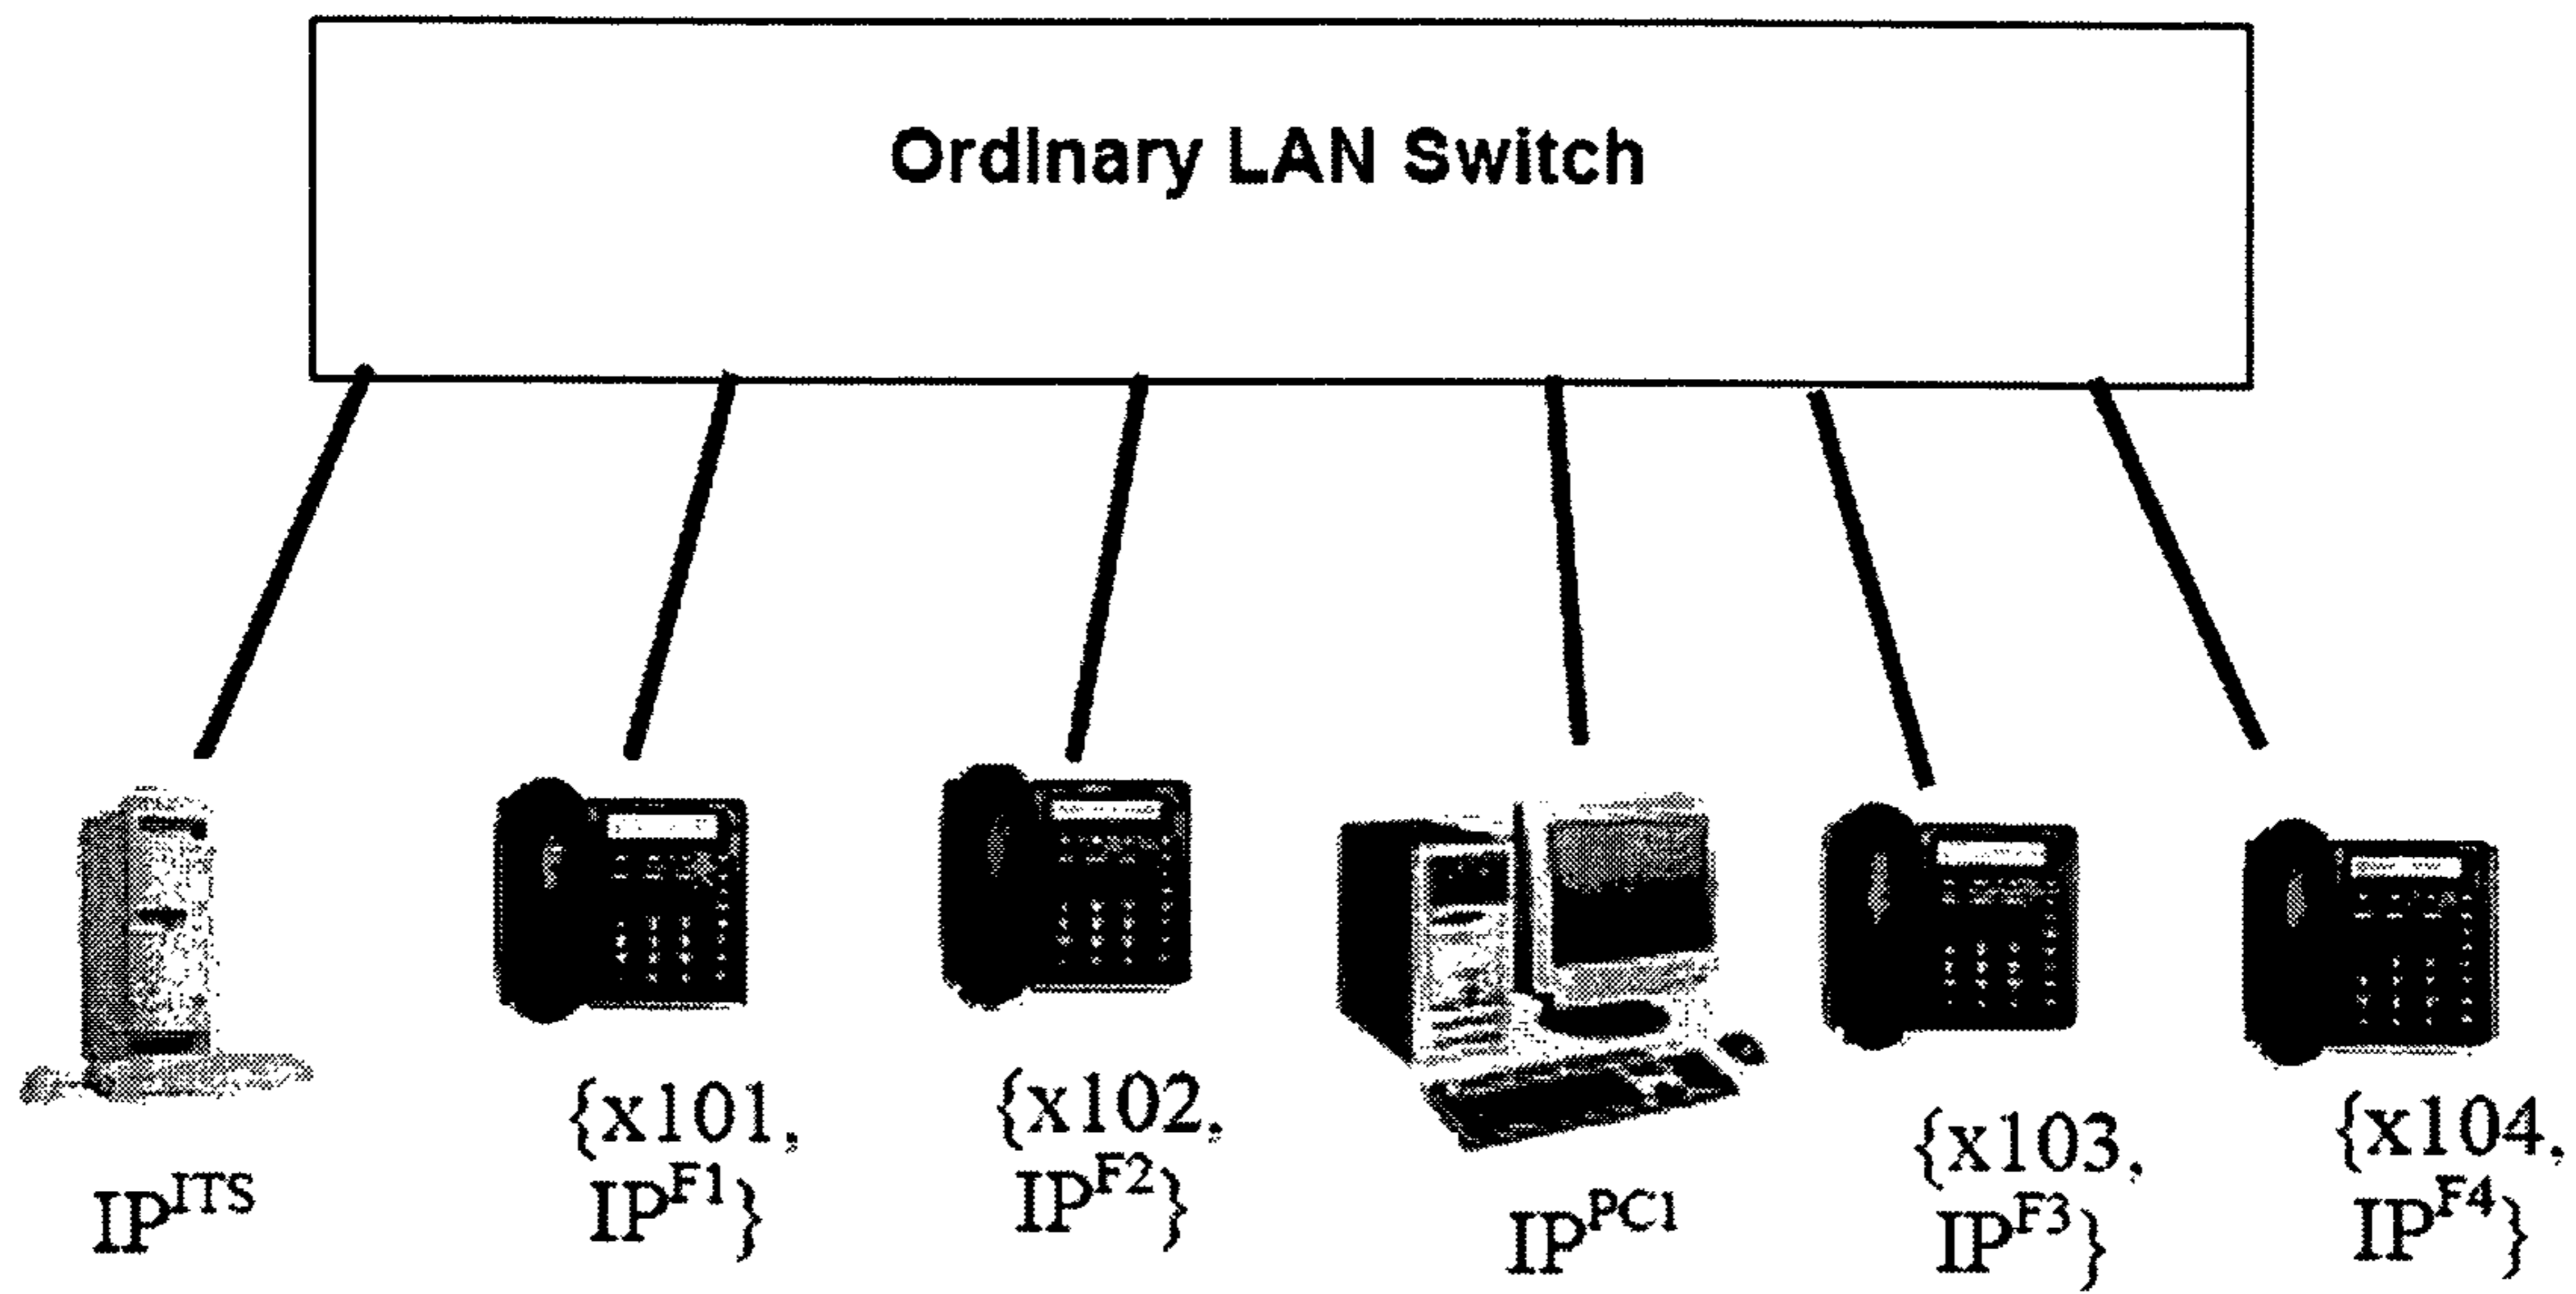 Ordinary LAN Switch
IP^ITS
{x101,
IP^F1}
{x102,
IP^F2}
IP^PC1
{x103,
IP^F3}
{x104,
IP^F4}